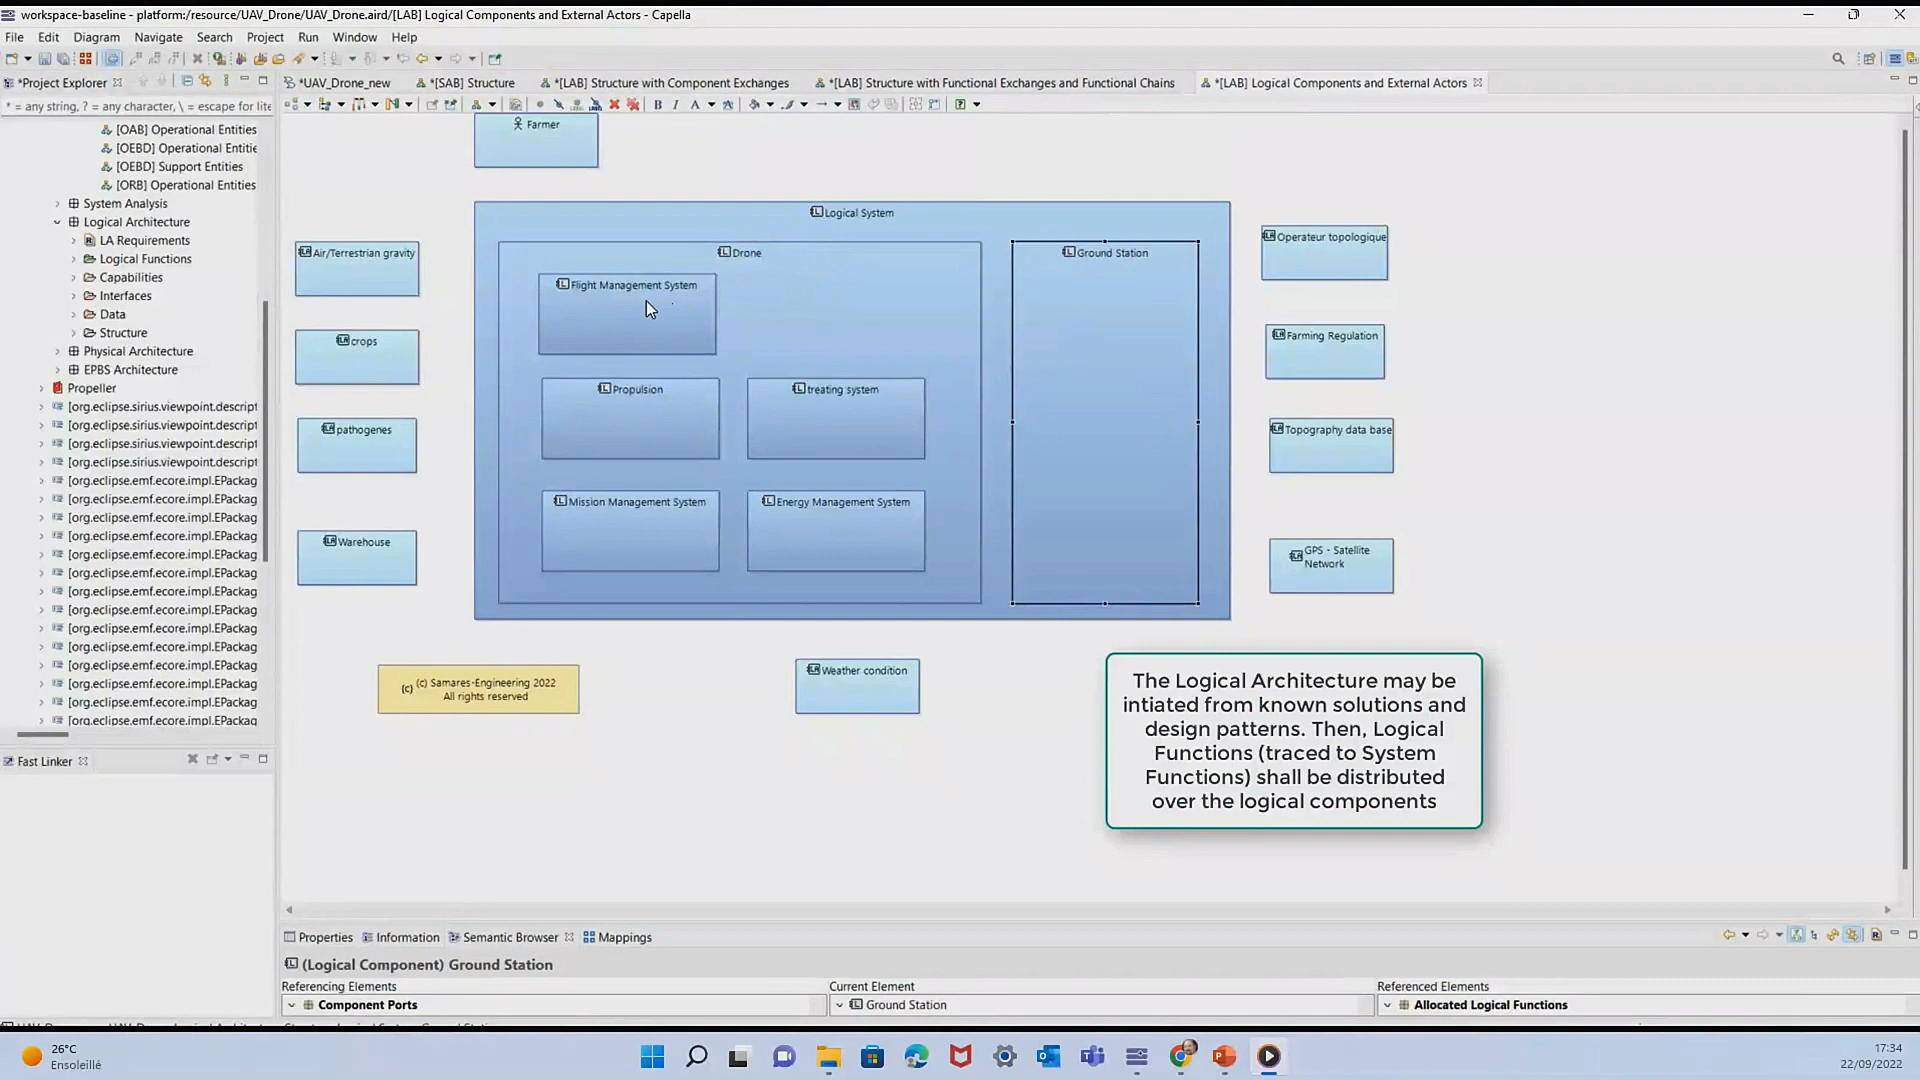 workspace-baseline - platform:/resource/UAV_Drone/UAV_Drone.aird/[LAB] Logical Components and External Actors - Capella
File Edit Diagram Navigate Search Project Run Window Help
*Project Explorer
*UAV_Drone_new
*[SAB] Structure
*[LAB] Structure with Component Exchanges
*[LAB] Structure with Functional Exchanges and Functional Chains
*[LAB] Logical Components and External Actors
* = any string, ? = any character, \ = escape for lite
[OAB] Operational Entities
[OEBD] Operational Entitie
[OEBD] Support Entities
[ORB] Operational Entities
System Analysis
Logical Architecture
LA Requirements
Logical Functions
Capabilities
Interfaces
Data
Structure
Physical Architecture
EPBS Architecture
Propeller
[org.eclipse.sirius.viewpoint.descript
[org.eclipse.sirius.viewpoint.descript
[org.eclipse.sirius.viewpoint.descript
[org.eclipse.sirius.viewpoint.descript
[org.eclipse.emf.ecore.impl.EPackag
[org.eclipse.emf.ecore.impl.EPackag
[org.eclipse.emf.ecore.impl.EPackag
[org.eclipse.emf.ecore.impl.EPackag
[org.eclipse.emf.ecore.impl.EPackag
[org.eclipse.emf.ecore.impl.EPackag
[org.eclipse.emf.ecore.impl.EPackag
[org.eclipse.emf.ecore.impl.EPackag
[org.eclipse.emf.ecore.impl.EPackag
[org.eclipse.emf.ecore.impl.EPackag
[org.eclipse.emf.ecore.impl.EPackag
[org.eclipse.emf.ecore.impl.EPackag
[org.eclipse.emf.ecore.impl.EPackag
[org.eclipse.emf.ecore.impl.EPackag
Fast Linker
Farmer
Logical System
Air/Terrestrian gravity
Drone
Ground Station
Operateur topologique
Flight Management System
crops
Farming Regulation
Propulsion
treating system
pathogenes
Topography data base
Mission Management System
Energy Management System
Warehouse
GPS - Satellite
Network
(c) (c) Samares-Engineering 2022
All rights reserved
Weather condition
The Logical Architecture may be
intiated from known solutions and
design patterns. Then, Logical
Functions (traced to System
Functions) shall be distributed
over the logical components
Properties
Information
Semantic Browser
Mappings
(Logical Component) Ground Station
Referencing Elements
Current Element
Referenced Elements
Component Ports
Ground Station
Allocated Logical Functions
26°C
Ensoleillé
17:34
22/09/2022